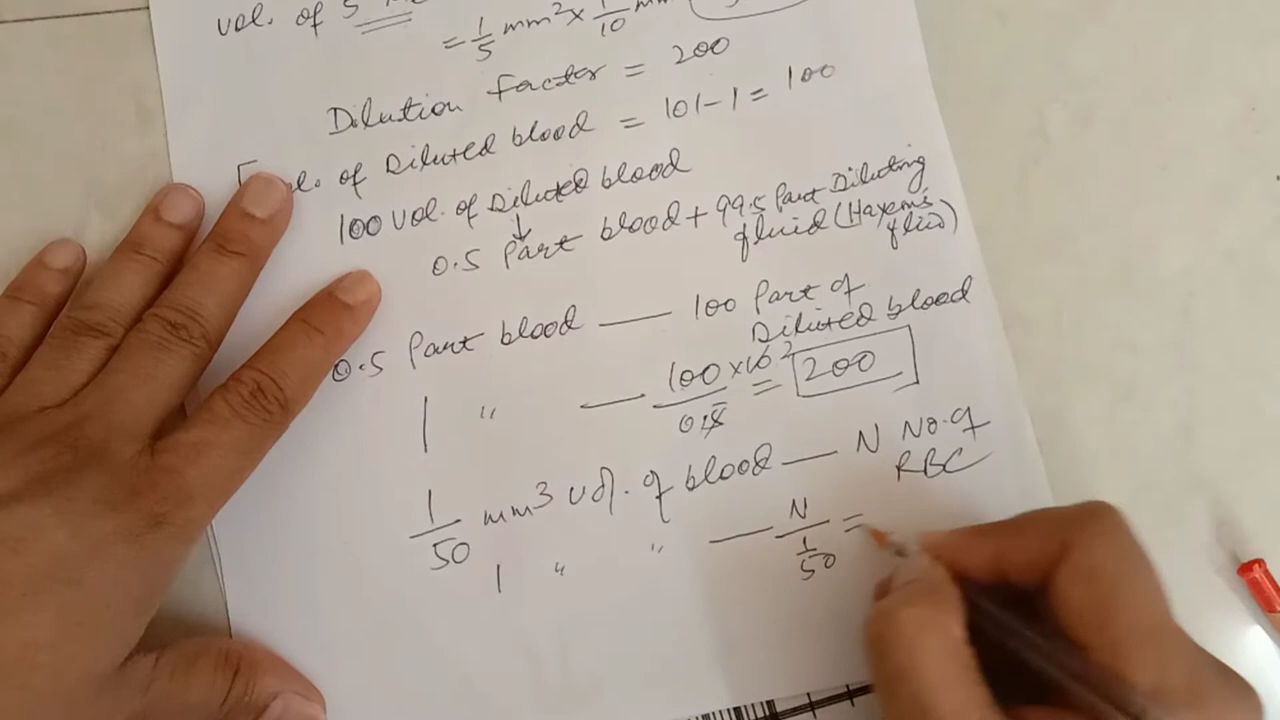 vol. of 5
= 1/5 mm² × 1/10 mm
Dilution factor = 200
of Diluted blood = 101 - 1 = 100
100 Vol. of Diluted blood
↓
0.5 Part blood + 99.5 Part Diluting
fluid (Hayem's
fluid)
0.5 Part blood — 100 Part of
Diluted blood
1 " — 100 × 10 2 / 0.5 = 200
1/50 mm³ vol. of blood — N No. of
RBC
1 " " — N / 1/50 =